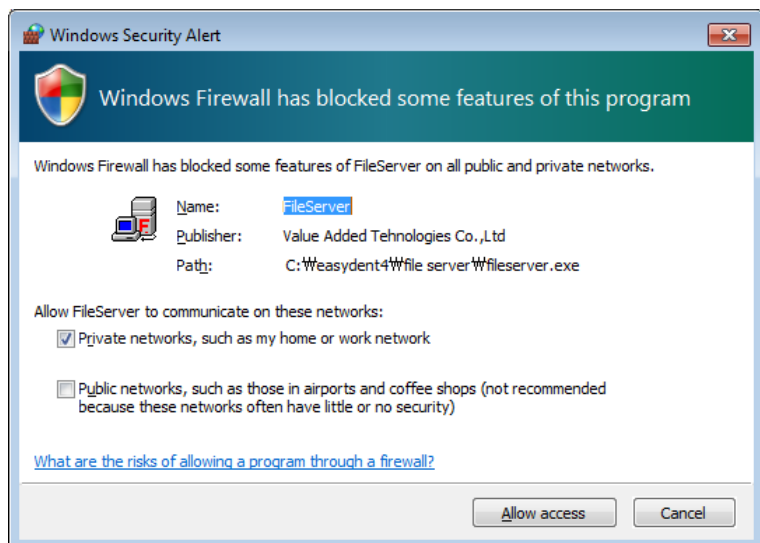 Windows Security Alert
Windows Firewall has blocked some features of this program
Windows Firewall has blocked some features of FileServer on all public and private networks.
Name: FileServer
Publisher: Value Added Tehnologies Co.,Ltd
Path: C:₩easydent4₩file server₩fileserver.exe
Allow FileServer to communicate on these networks:
Private networks, such as my home or work network
Public networks, such as those in airports and coffee shops (not recommended
because these networks often have little or no security)
What are the risks of allowing a program through a firewall?
Allow access Cancel